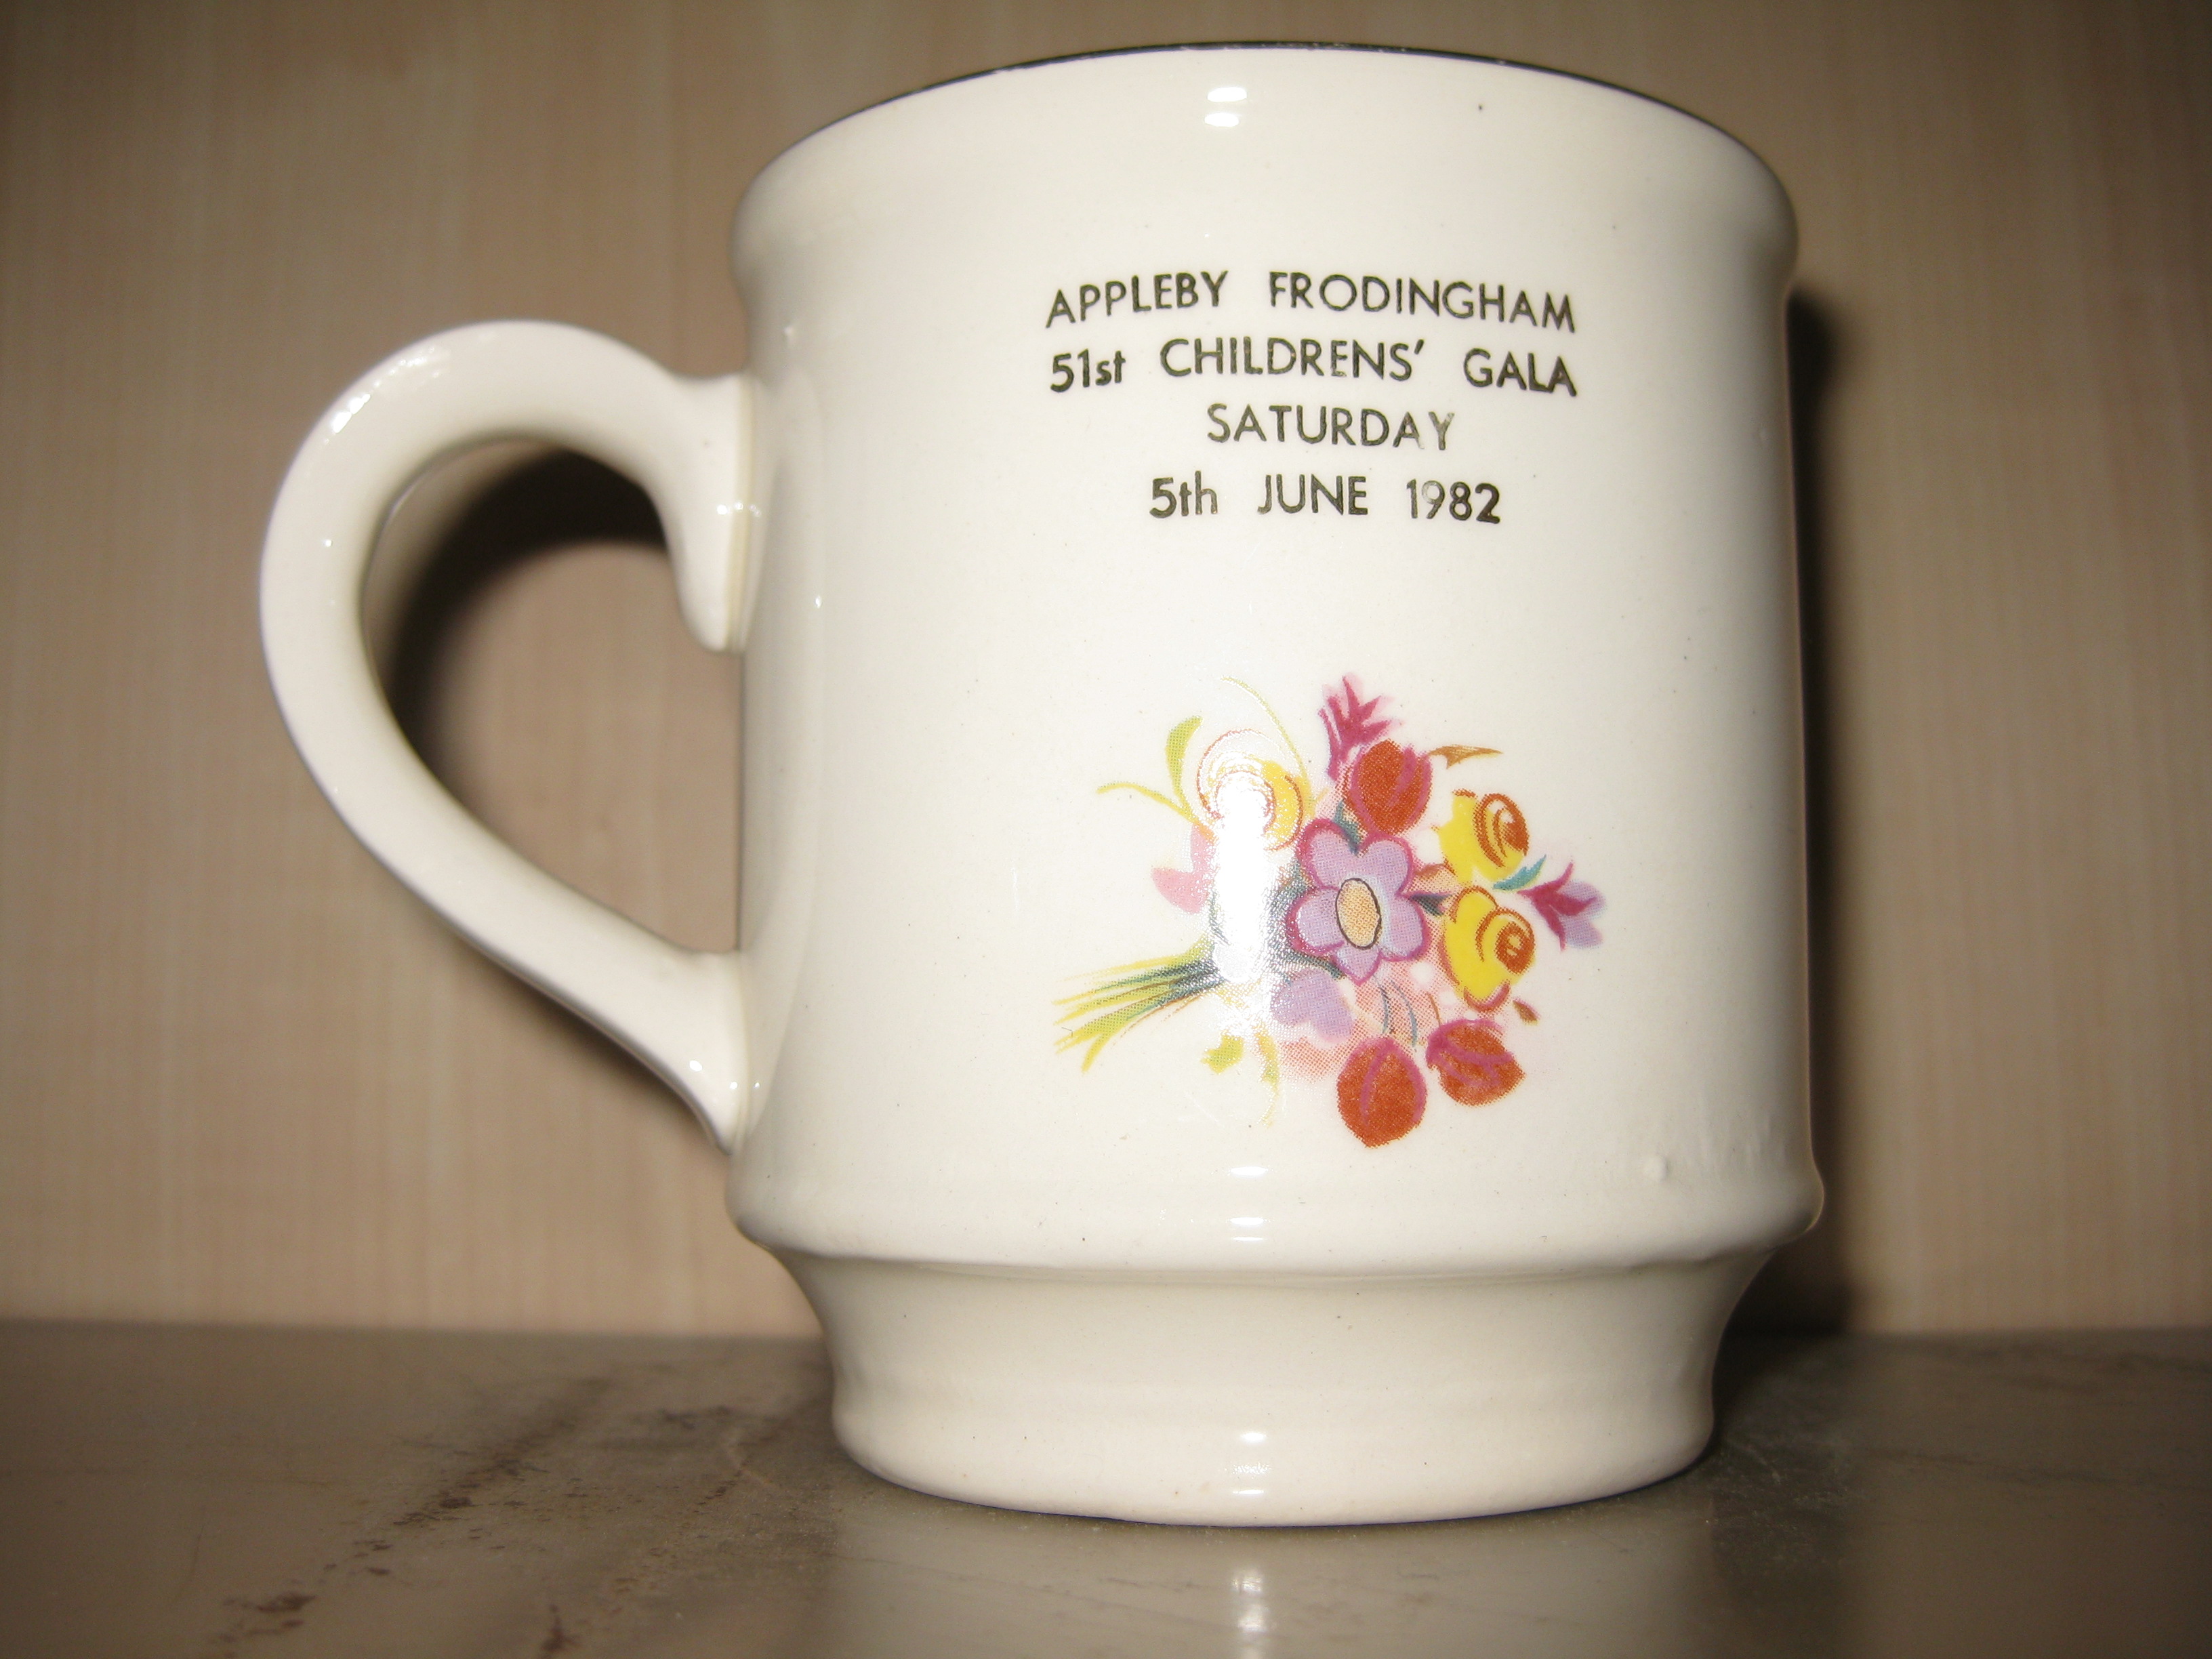 APPLEBY FRODINGHAM
51st CHILDRENS' GALA
SATURDAY
5th JUNE 1982